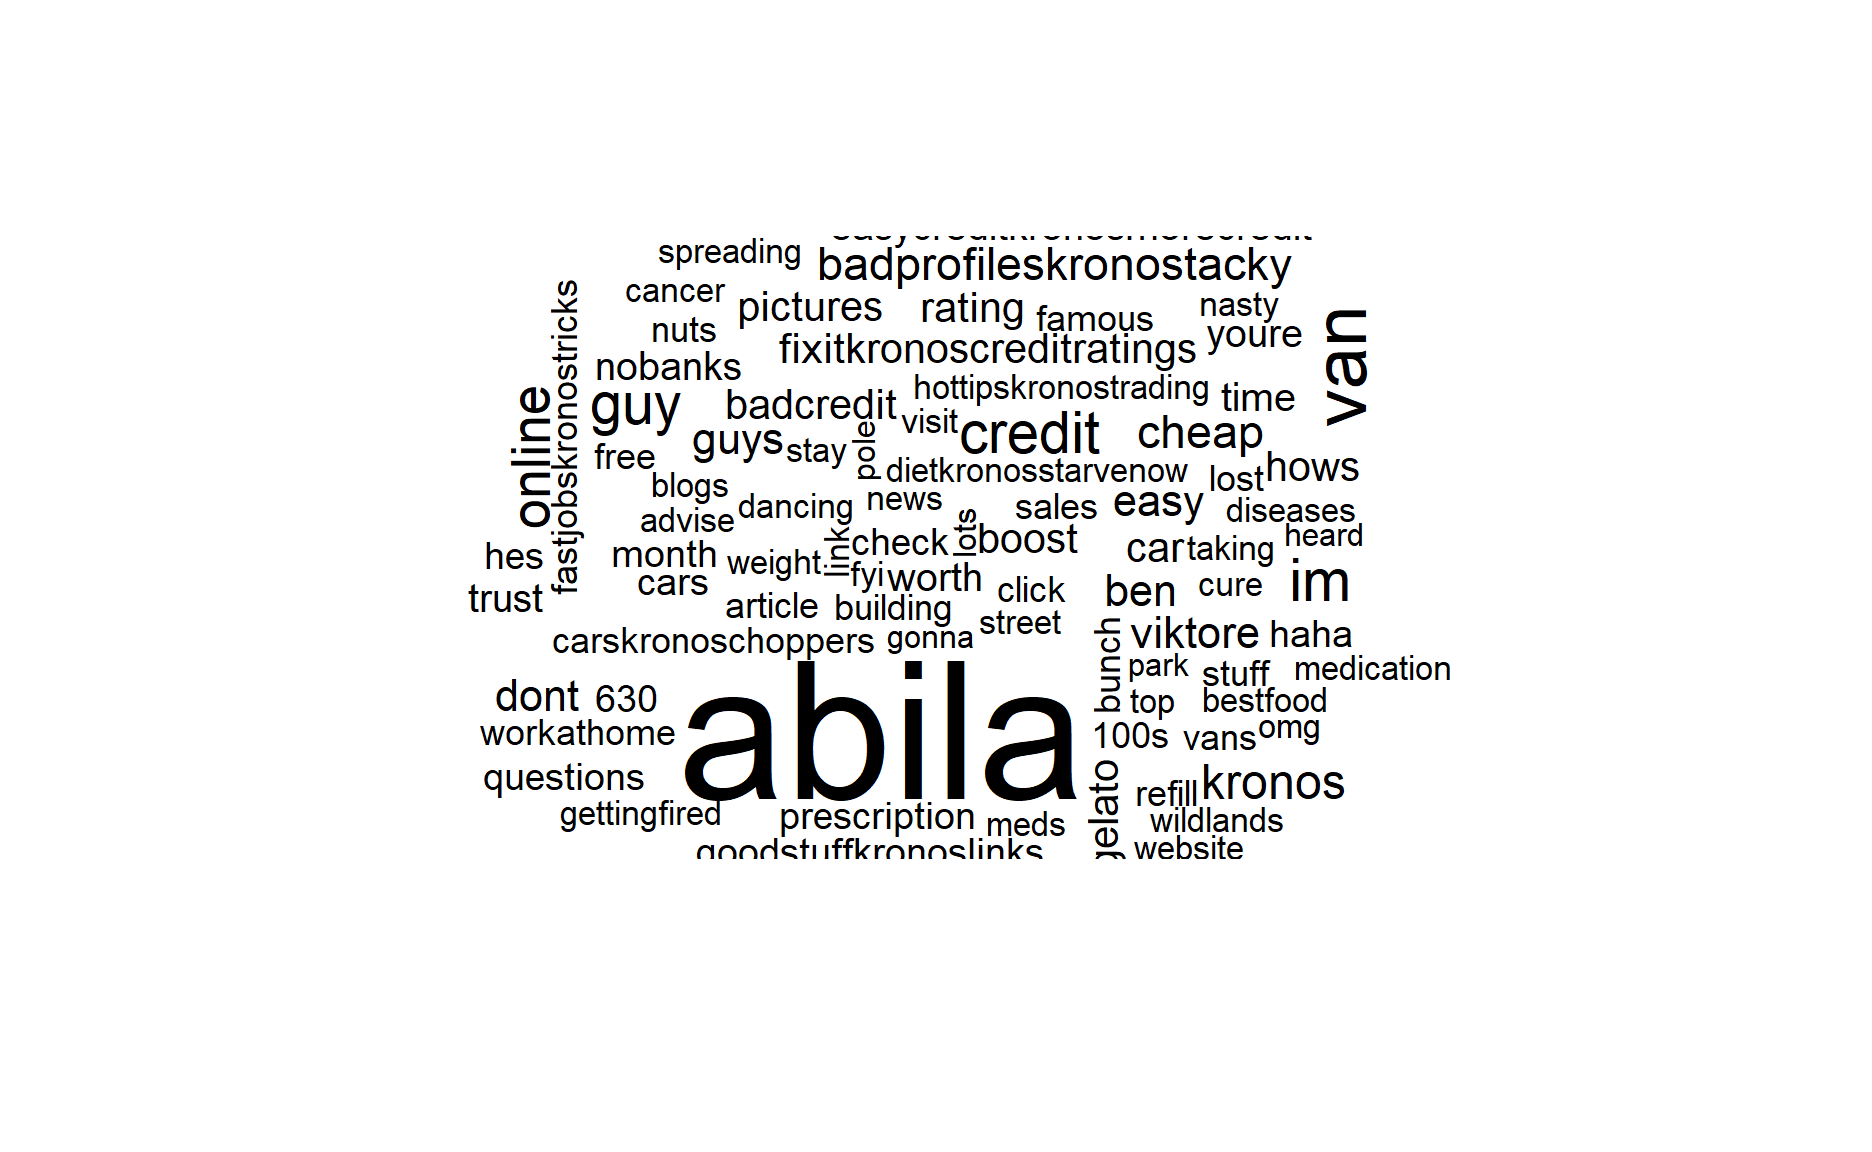 easycreditkronosmorecredit
spreading
badprofileskronostacky
cancer
pictures
rating
famous
nasty
nuts
youre
van
fixitkronoscreditratings
nobanks
fastjobskronostricks
hottipskronostrading
time
online
guy
badcredit
visit
credit
cheap
guys
stay
pole
free
dietkronosstarvenow
lost
hows
blogs
dancing
news
sales
easy
diseases
advise
link
check
lots
boost
heard
hes
month
weight
car
taking
cars
fyi
worth
click
ben
cure
im
trust
article
building
street
carskronoschoppers
gonna
bunch
viktore
haha
park
stuff
medication
dont
630
abila
top
bestfood
workathome
100s
vans
omg
questions
gelato
refill
kronos
gettingfired
prescription
meds
wildlands
goodstuffkronoslinks
website